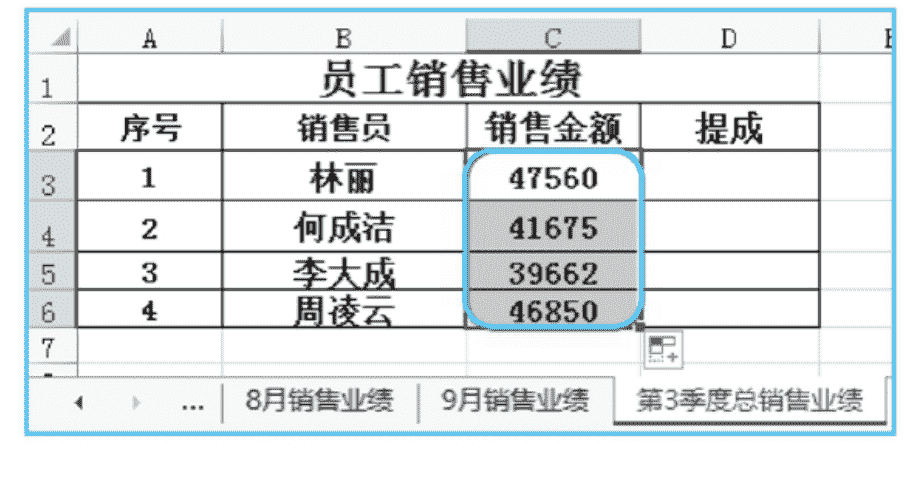 A B C D
1 员工销售业绩
2 序号 销售员 销售金额 提成
3 1 林丽 47560
4 2 何成洁 41675
5 3 李大成 39662
6 4 周凌云 46850
7
... 8月销售业绩 9月销售业绩 第3季度总销售业绩